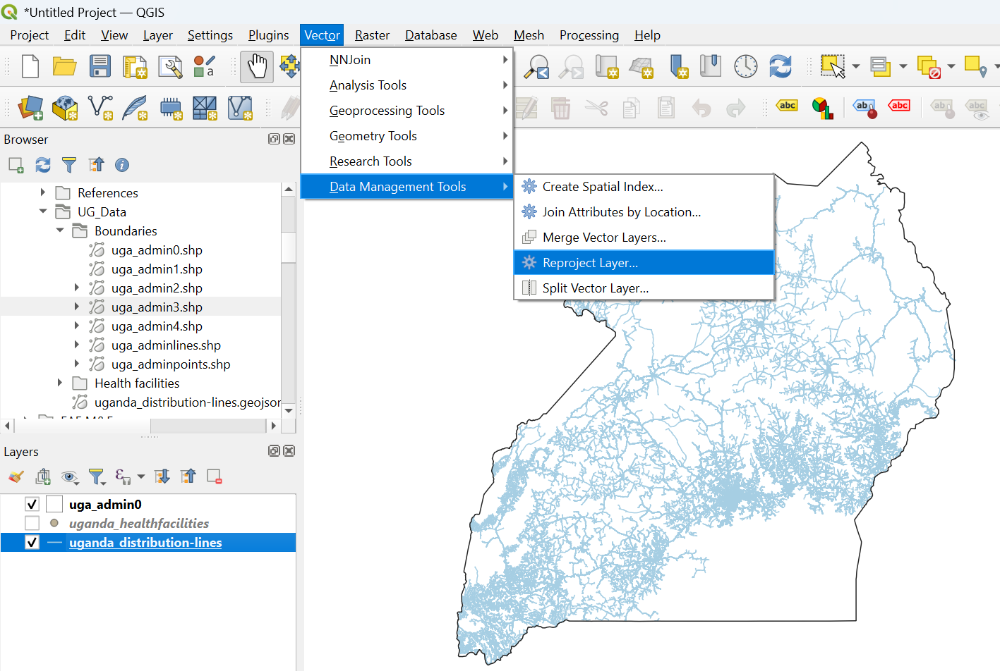 *Untitled Project — QGIS
Project Edit View Layer Settings Plugins Vector Raster Database Web Mesh Processing Help
NNJoin
Analysis Tools
Geoprocessing Tools
Geometry Tools
Research Tools
Data Management Tools
Create Spatial Index...
Join Attributes by Location...
Merge Vector Layers...
Reproject Layer...
Split Vector Layer...
a
abc
ab
abc
ab
abc
Browser
References
UG_Data
Boundaries
uga_admin0.shp
uga_admin1.shp
uga_admin2.shp
uga_admin3.shp
uga_admin4.shp
uga_adminlines.shp
uga_adminpoints.shp
Health facilities
uganda_distribution-lines.geojson
Layers
uga_admin0
uganda_healthfacilities
uganda_distribution-lines